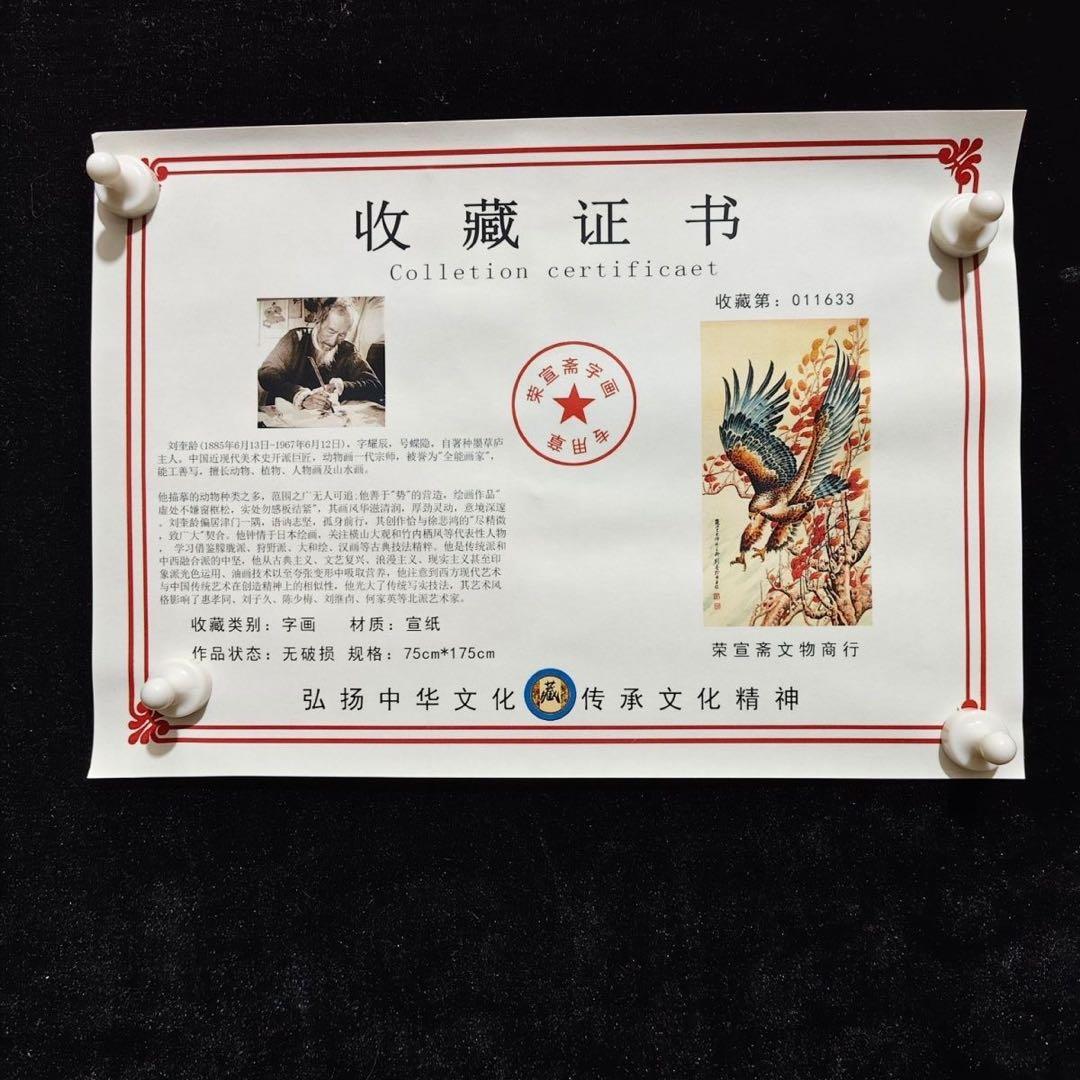 收藏证书
Colletion certificaet
收藏第：011633
荣宣斋字画
专用章
刘奎龄(1885年6月13日-1967年6月12日)，字耀辰，号蝶隐，自署种墨草庐
主人。中国近现代美术史开派巨匠，动物画一代宗师，被誉为"全能画家"，
能工善写，擅长动物、植物、人物画及山水画。
他描摹的动物种类之多，范围之广无人可追；他善于"势"的营造，绘画作品"
虚处不嫌窗框松，实处勿感板结紧"，其画风华滋清润，厚劲灵动，意境深邃
。刘奎龄偏居津门一隅，语讷志坚，孤身前行，其创作恰与徐悲鸿的"尽精微
，致广大"契合。他钟情于日本绘画，关注横山大观和竹内栖凤等代表性人物
，学习借鉴朦胧派、狩野派、大和绘、汉画等古典技法精粹。他是传统派和
中西融合派的中坚，他从古典主义、文艺复兴、浪漫主义、现实主义甚至印
象派光色运用、油画技术以至夸张变形中吸取营养，他注意到西方现代艺术
与中国传统艺术在创造精神上的相似性，他光大了传统写实技法，其艺术风
格影响了惠孝同、刘子久、陈少梅、刘继卣、何家英等北派艺术家。
收藏类别：字画 材质：宣纸
作品状态：无破损 规格：75cm*175cm
荣宣斋文物商行
弘扬中华文化 藏 传承文化精神